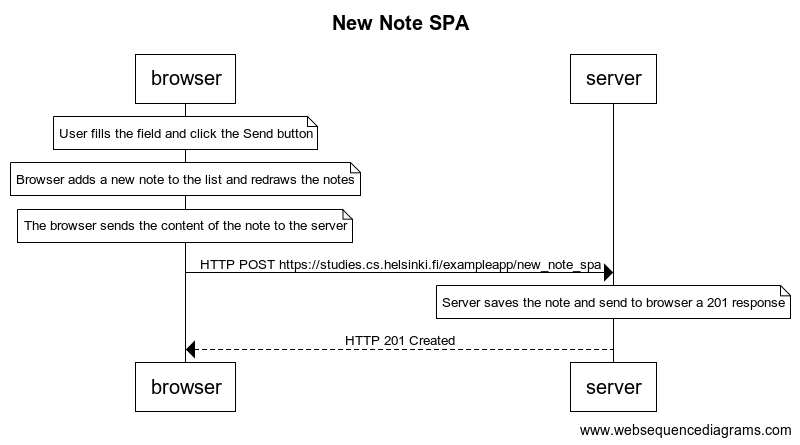 New Note SPA
browser
server
User fills the field and click the Send button
Browser adds a new note to the list and redraws the notes
The browser sends the content of the note to the server
HTTP POST https://studies.cs.helsinki.fi/exampleapp/new_note_spa
Server saves the note and send to browser a 201 response
HTTP 201 Created
browser
server
www.websequencediagrams.com